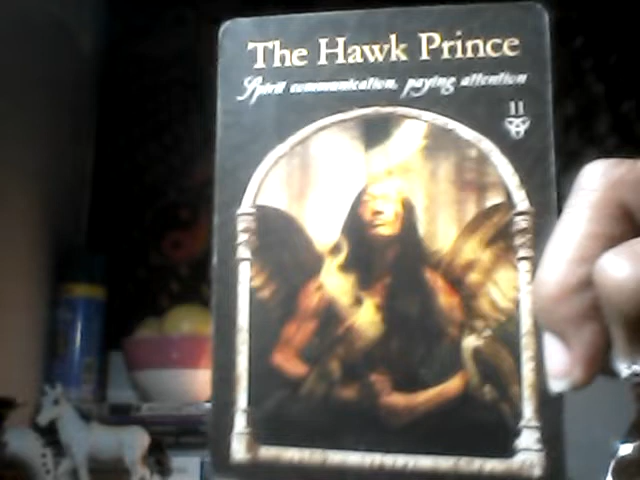 The Hawk Prince
Spirit communication, paying attention
11